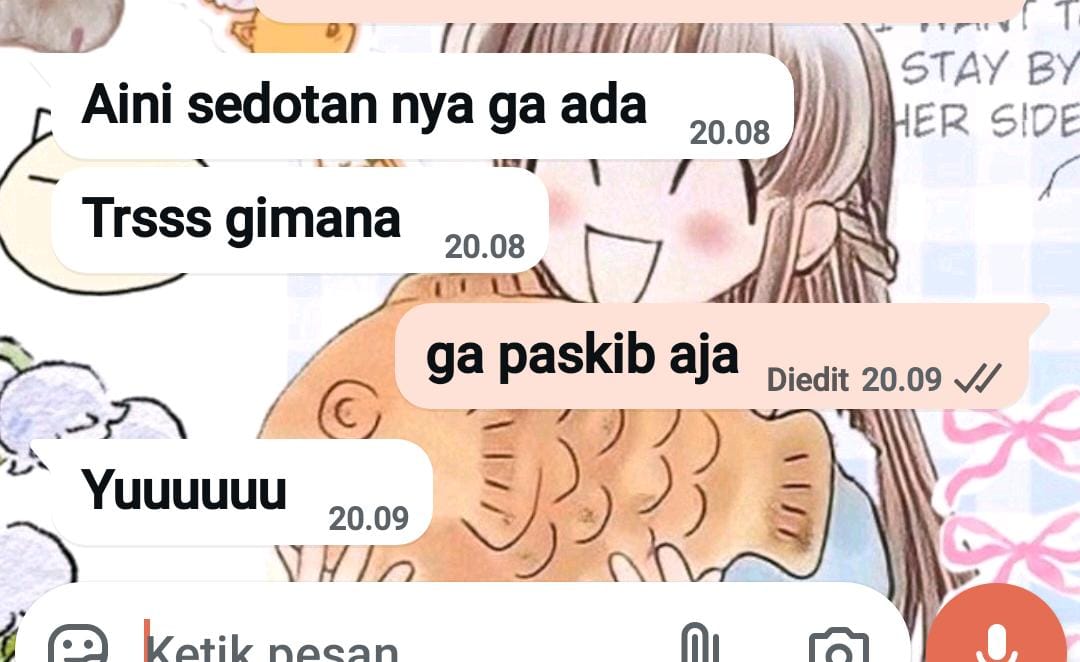 I WANT T
STAY BY
HER SIDE
Aini sedotan nya ga ada
20.08
Trsss gimana
20.08
ga paskib aja
Diedit 20.09
Yuuuuuu
20.09
Ketik pesan